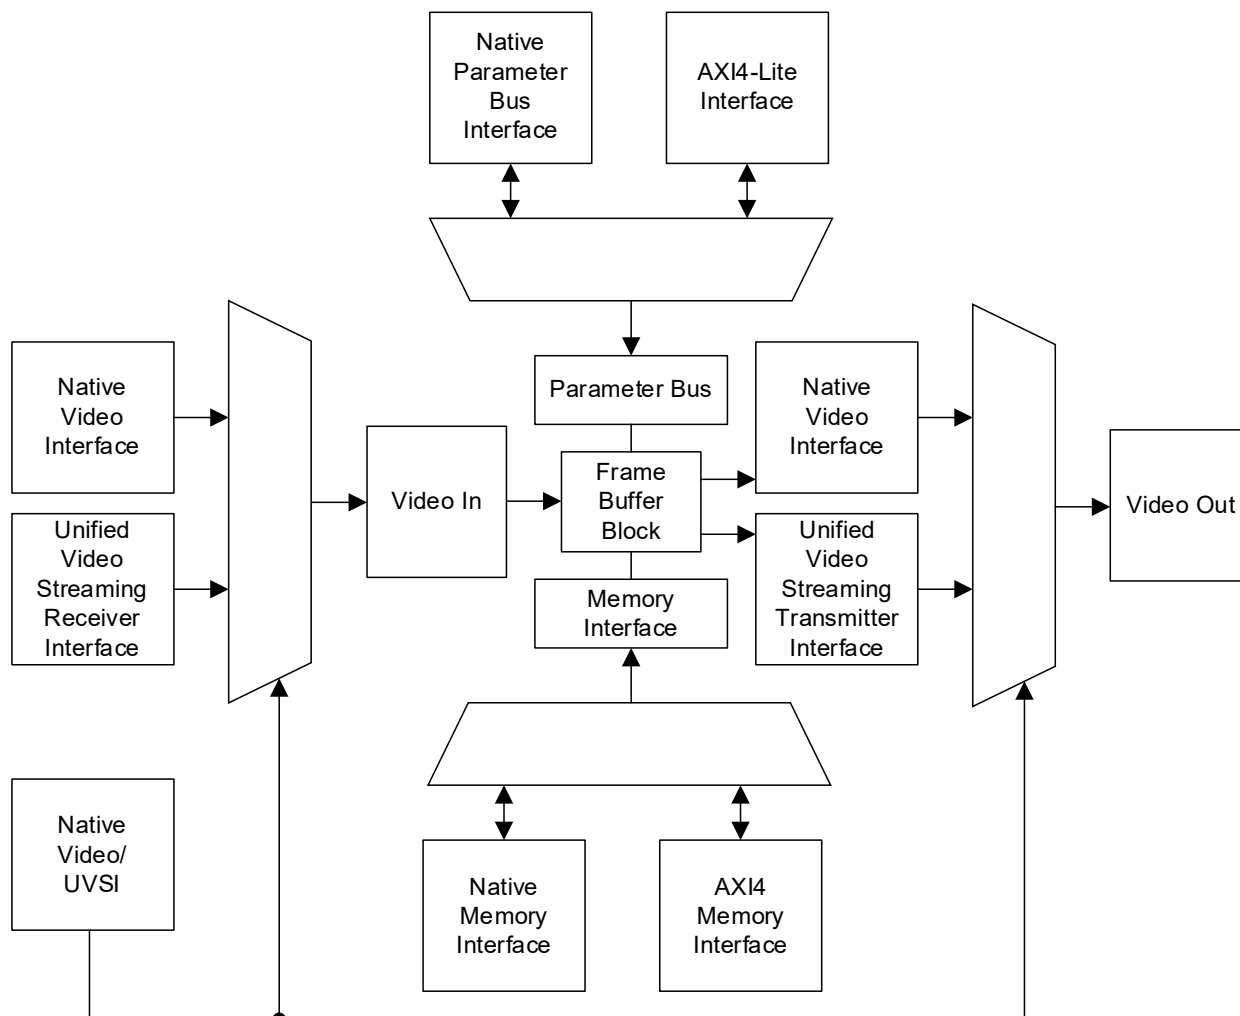 Native
Parameter
Bus
Interface
AXI4-Lite
Interface
Native
Video
Interface
Unified
Video
Streaming
Receiver
Interface
Video In
Parameter Bus
Frame
Buffer
Block
Memory
Interface
Native
Video
Interface
Unified
Video
Streaming
Transmitter
Interface
Video Out
Native
Video/
UVSI
Native
Memory
Interface
AXI4
Memory
Interface